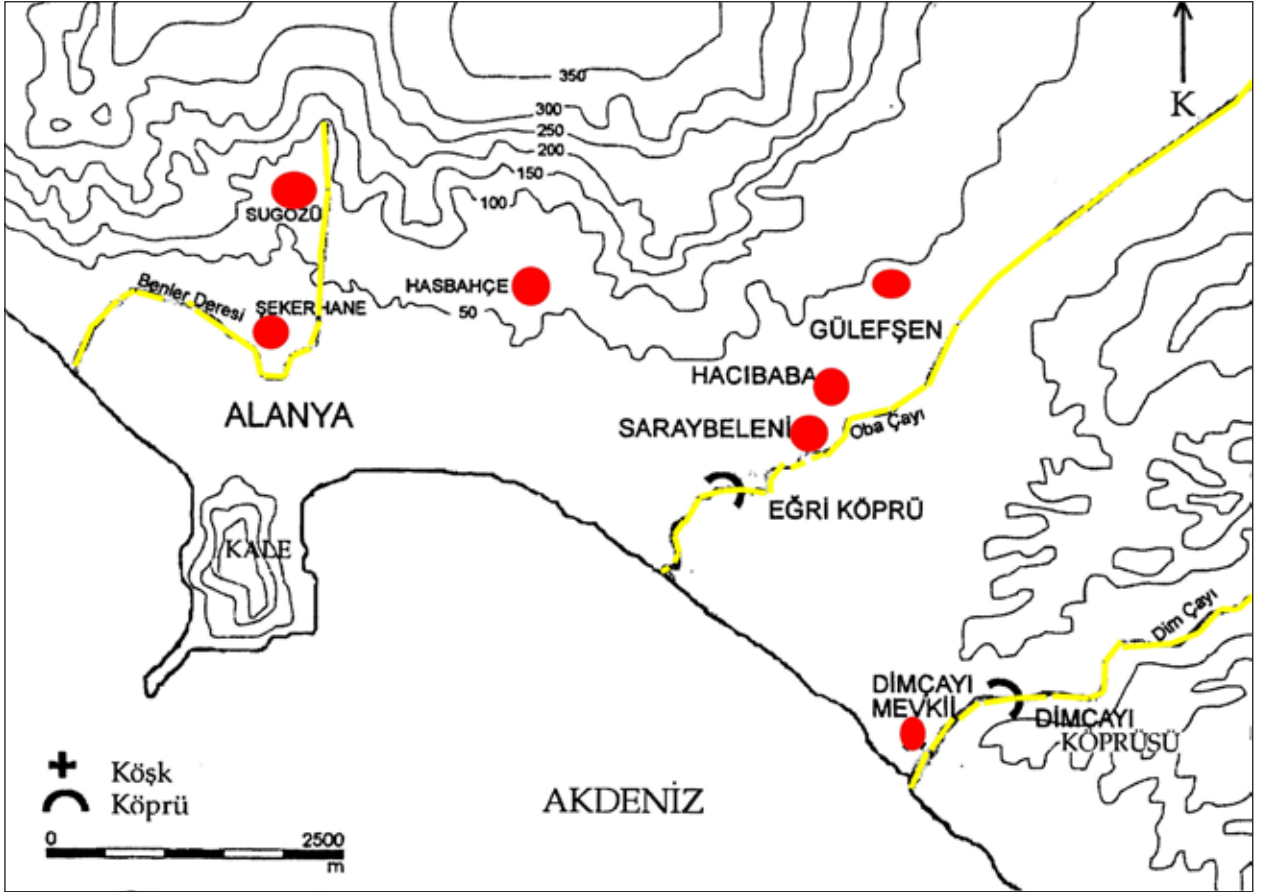 350
K
300
250
200
150
100
SUGÖZÜ
HASBAHÇE
Benler Deresi
ŞEKERHANE
50
GÜLEFŞEN
HACIBABA
ALANYA
SARAYBELENİ
Oba Çayı
EĞRİ KÖPRÜ
KALE
Dim Çayı
DİMÇAYI
MEVKİİ
DİMÇAYI
KÖPRÜSÜ
Köşk
Köprü
AKDENİZ
0 2500
m